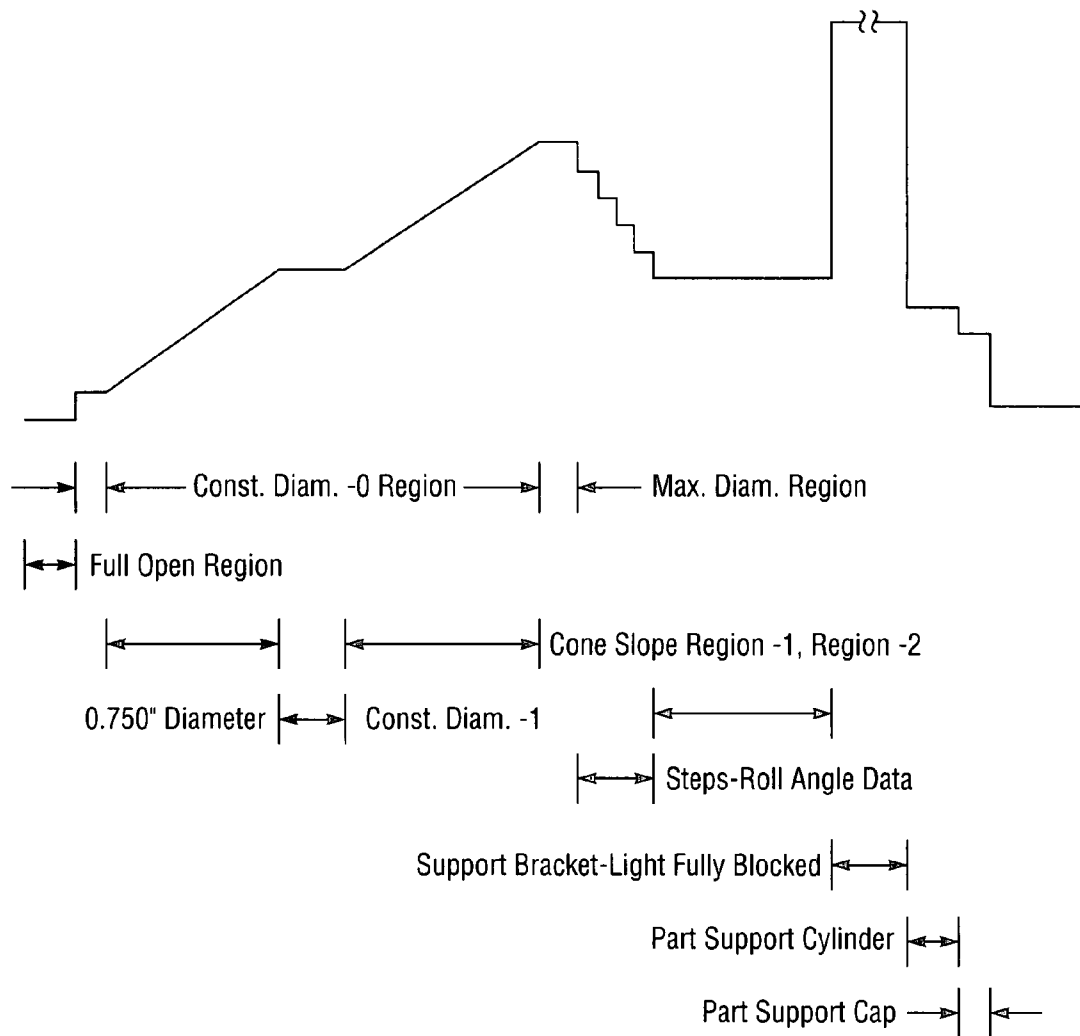 Const. Diam. -0 Region
Max. Diam. Region
Full Open Region
Cone Slope Region -1, Region -2
0.750" Diameter
Const. Diam. -1
Steps-Roll Angle Data
Support Bracket-Light Fully Blocked
Part Support Cylinder
Part Support Cap